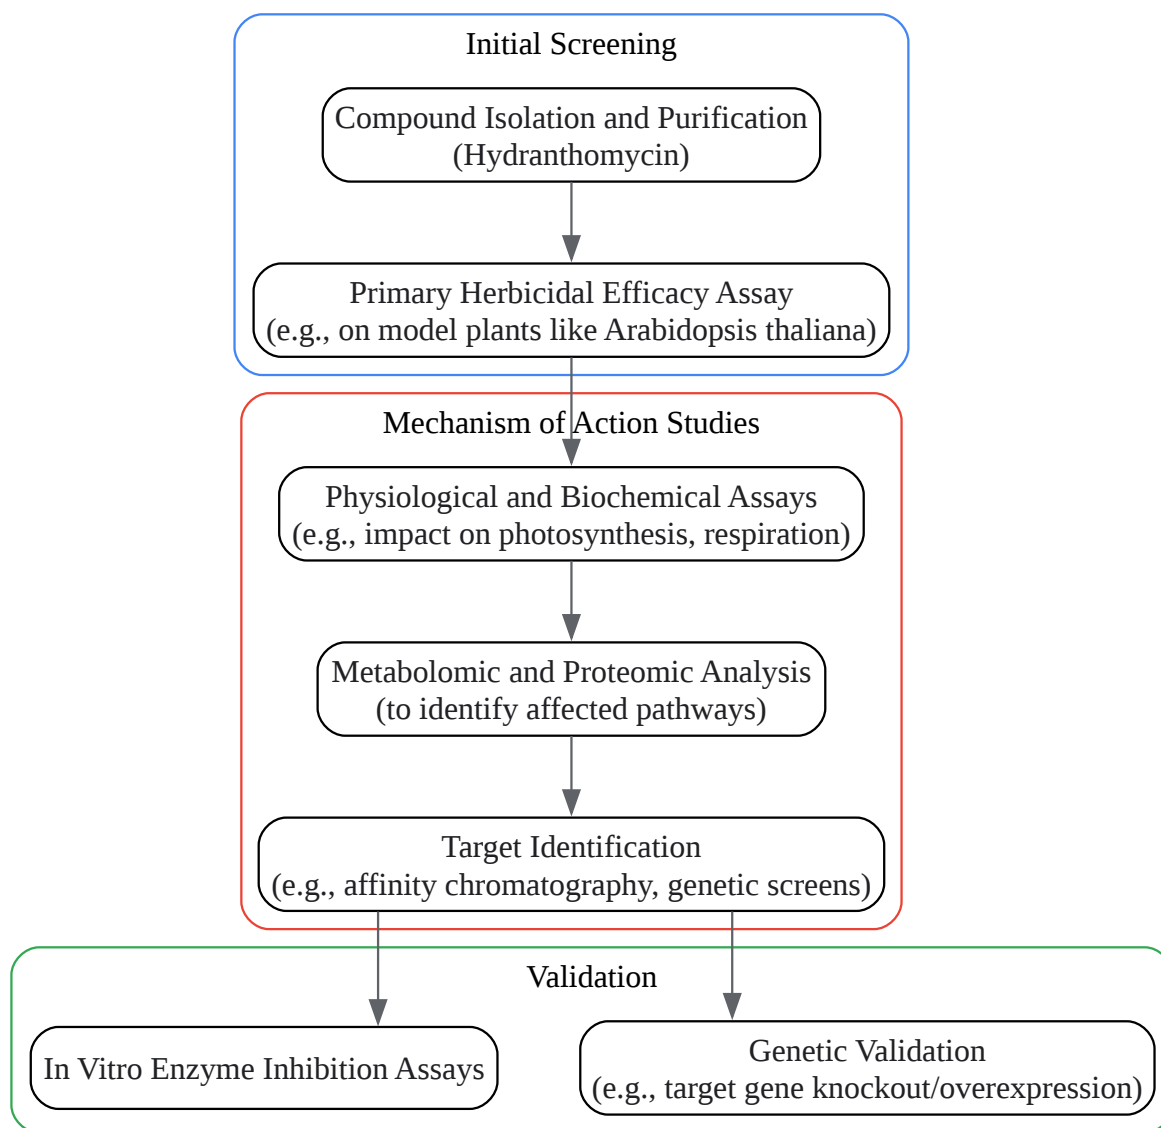 Initial Screening
Compound Isolation and Purification
(Hydranthomycin)
Primary Herbicidal Efficacy Assay
(e.g., on model plants like Arabidopsis thaliana)
Mechanism of Action Studies
Physiological and Biochemical Assays
(e.g., impact on photosynthesis, respiration)
Metabolomic and Proteomic Analysis
(to identify affected pathways)
Target Identification
(e.g., affinity chromatography, genetic screens)
Validation
In Vitro Enzyme Inhibition Assays
Genetic Validation
(e.g., target gene knockout/overexpression)